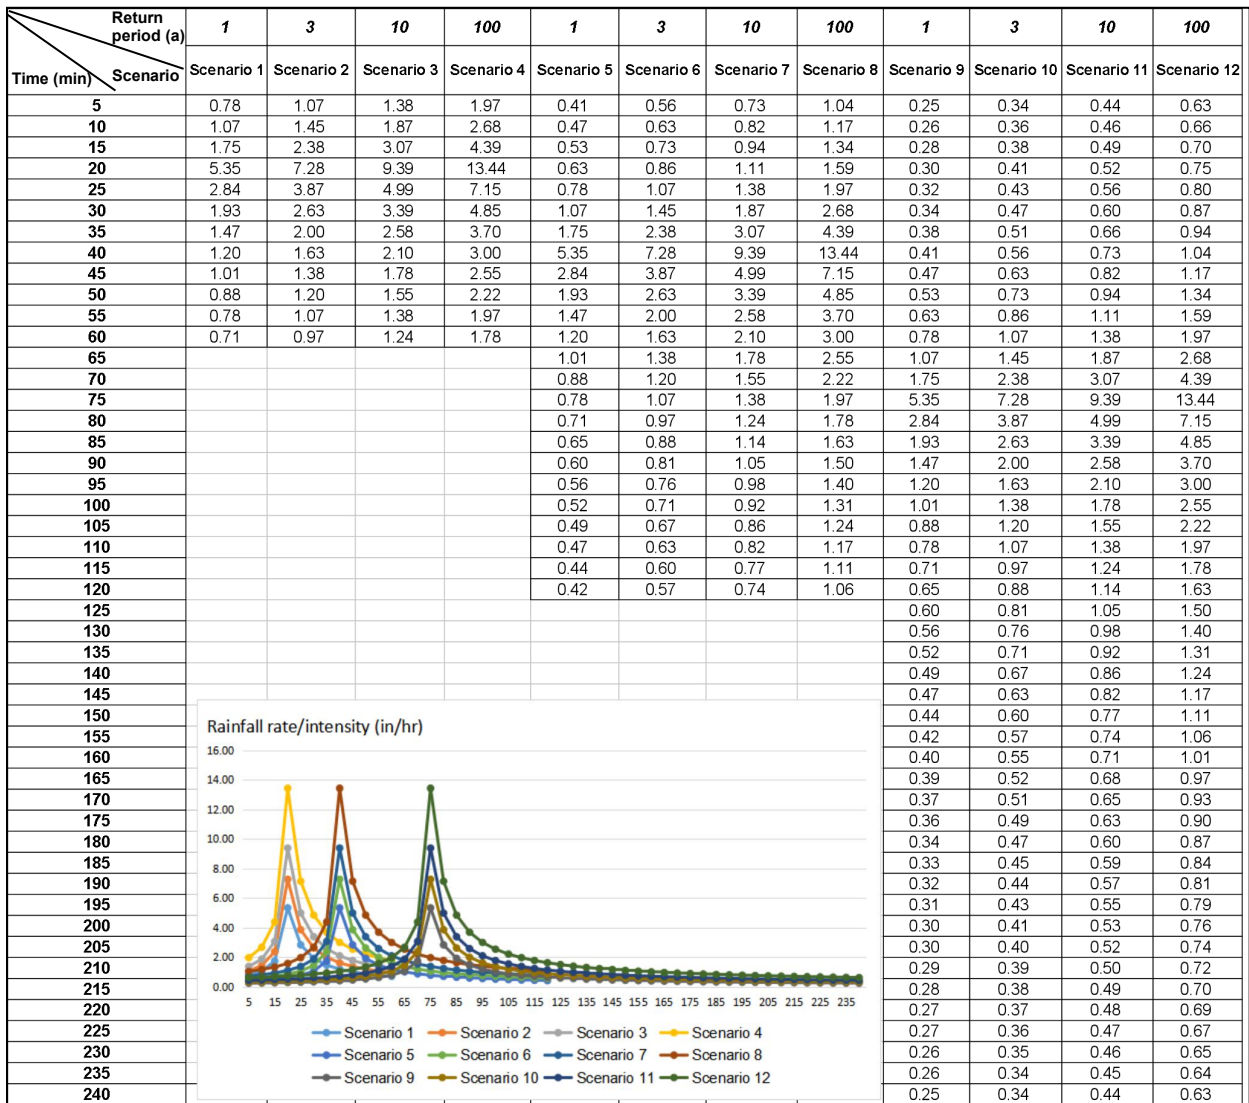 Return period (a) 1 3 10 100 1 3 10 100 1 3 10 100
Time (min) Scenario Scenario 1 Scenario 2 Scenario 3 Scenario 4 Scenario 5 Scenario 6 Scenario 7 Scenario 8 Scenario 9 Scenario 10 Scenario 11 Scenario 12
5 0.78 1.07 1.38 1.97 0.41 0.56 0.73 1.04 0.25 0.34 0.44 0.63
10 1.07 1.45 1.87 2.68 0.47 0.63 0.82 1.17 0.26 0.36 0.46 0.66
15 1.75 2.38 3.07 4.39 0.53 0.73 0.94 1.34 0.28 0.38 0.49 0.70
20 5.35 7.28 9.39 13.44 0.63 0.86 1.11 1.59 0.30 0.41 0.52 0.75
25 2.84 3.87 4.99 7.15 0.78 1.07 1.38 1.97 0.32 0.43 0.56 0.80
30 1.93 2.63 3.39 4.85 1.07 1.45 1.87 2.68 0.34 0.47 0.60 0.87
35 1.47 2.00 2.58 3.70 1.75 2.38 3.07 4.39 0.38 0.51 0.66 0.94
40 1.20 1.63 2.10 3.00 5.35 7.28 9.39 13.44 0.41 0.56 0.73 1.04
45 1.01 1.38 1.78 2.55 2.84 3.87 4.99 7.15 0.47 0.63 0.82 1.17
50 0.88 1.20 1.55 2.22 1.93 2.63 3.39 4.85 0.53 0.73 0.94 1.34
55 0.78 1.07 1.38 1.97 1.47 2.00 2.58 3.70 0.63 0.86 1.11 1.59
60 0.71 0.97 1.24 1.78 1.20 1.63 2.10 3.00 0.78 1.07 1.38 1.97
65 1.01 1.38 1.78 2.55 1.07 1.45 1.87 2.68
70 0.88 1.20 1.55 2.22 1.75 2.38 3.07 4.39
75 0.78 1.07 1.38 1.97 5.35 7.28 9.39 13.44
80 0.71 0.97 1.24 1.78 2.84 3.87 4.99 7.15
85 0.65 0.88 1.14 1.63 1.93 2.63 3.39 4.85
90 0.60 0.81 1.05 1.50 1.47 2.00 2.58 3.70
95 0.56 0.76 0.98 1.40 1.20 1.63 2.10 3.00
100 0.52 0.71 0.92 1.31 1.01 1.38 1.78 2.55
105 0.49 0.67 0.86 1.24 0.88 1.20 1.55 2.22
110 0.47 0.63 0.82 1.17 0.78 1.07 1.38 1.97
115 0.44 0.60 0.77 1.11 0.71 0.97 1.24 1.78
120 0.42 0.57 0.74 1.06 0.65 0.88 1.14 1.63
125 0.60 0.81 1.05 1.50
130 0.56 0.76 0.98 1.40
135 0.52 0.71 0.92 1.31
140 0.49 0.67 0.86 1.24
145 0.47 0.63 0.82 1.17
150 0.44 0.60 0.77 1.11
155 0.42 0.57 0.74 1.06
160 0.40 0.55 0.71 1.01
165 0.39 0.52 0.68 0.97
170 0.37 0.51 0.65 0.93
175 0.36 0.49 0.63 0.90
180 0.34 0.47 0.60 0.87
185 0.33 0.45 0.59 0.84
190 0.32 0.44 0.57 0.81
195 0.31 0.43 0.55 0.79
200 0.30 0.41 0.53 0.76
205 0.30 0.40 0.52 0.74
210 0.29 0.39 0.50 0.72
215 0.28 0.38 0.49 0.70
220 0.27 0.37 0.48 0.69
225 0.27 0.36 0.47 0.67
230 0.26 0.35 0.46 0.65
235 0.26 0.34 0.45 0.64
240 0.25 0.34 0.44 0.63
Rainfall rate/intensity (in/hr)
16.00
14.00
12.00
10.00
8.00
6.00
4.00
2.00
0.00
5 15 25 35 45 55 65 75 85 95 105 115 125 135 145 155 165 175 185 195 205 215 225 235
Scenario 1 Scenario 2 Scenario 3 Scenario 4
Scenario 5 Scenario 6 Scenario 7 Scenario 8
Scenario 9 Scenario 10 Scenario 11 Scenario 12